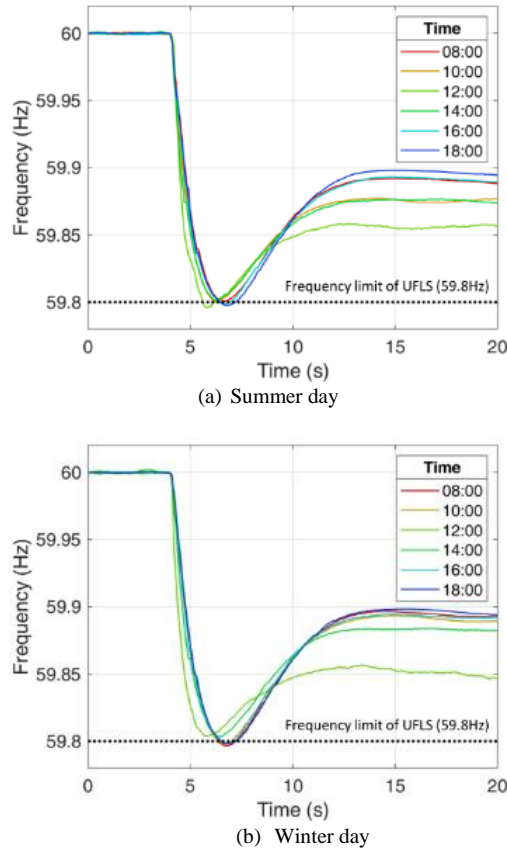 60
59.95
59.9
59.85
59.8
Frequency (Hz)
Time
08:00
10:00
12:00
14:00
16:00
18:00
Frequency limit of UFLS (59.8Hz)
0 5 10 15 20
Time (s)
(a) Summer day
60
59.95
59.9
59.85
59.8
Frequency (Hz)
Time
08:00
10:00
12:00
14:00
16:00
18:00
Frequency limit of UFLS (59.8Hz)
0 5 10 15 20
Time (s)
(b) Winter day